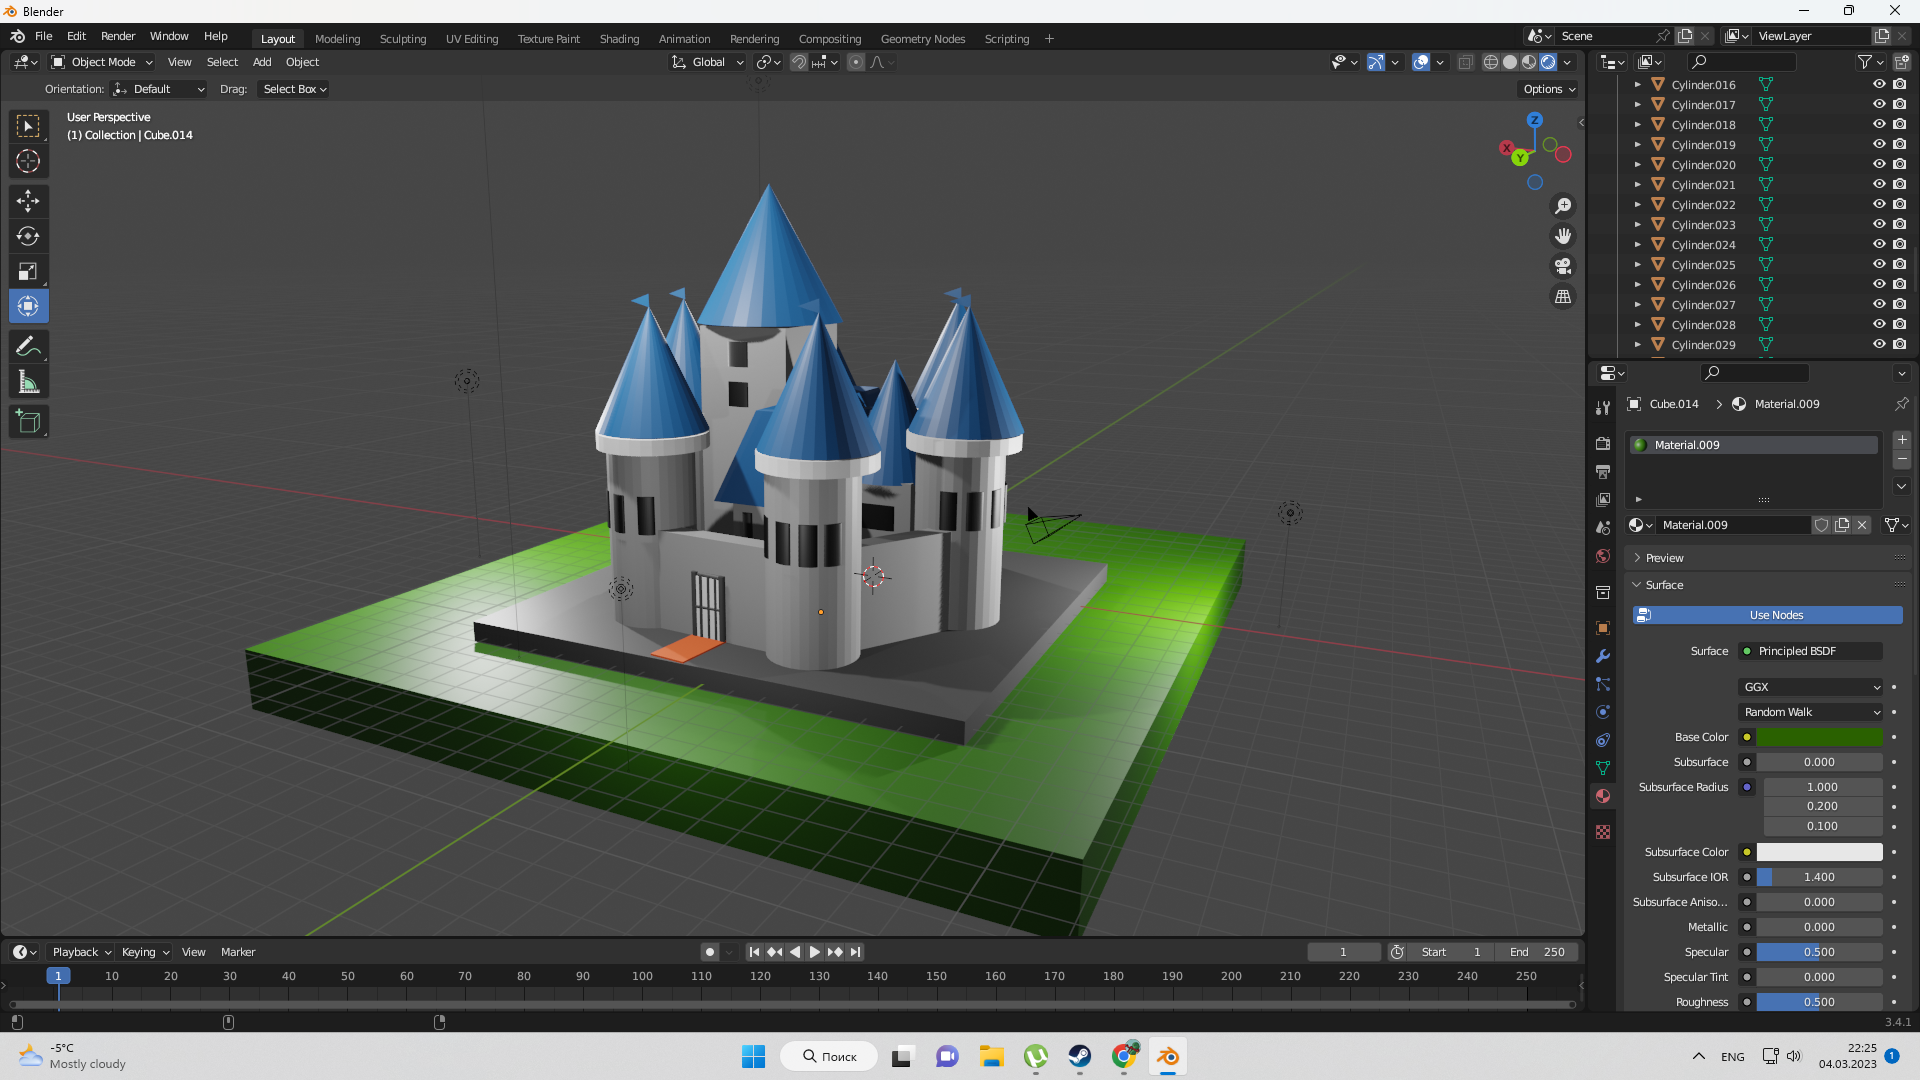 Blender
File Edit Render Window Help
Layout Modeling Sculpting UV Editing Texture Paint Shading Animation Rendering Compositing Geometry Nodes Scripting +
Scene
ViewLayer
Object Mode View Select Add Object
Global
Orientation: Default Drag: Select Box
Options
User Perspective
(1) Collection | Cube.014
Z
X
Y
Cylinder.016
Cylinder.017
Cylinder.018
Cylinder.019
Cylinder.020
Cylinder.021
Cylinder.022
Cylinder.023
Cylinder.024
Cylinder.025
Cylinder.026
Cylinder.027
Cylinder.028
Cylinder.029
Cube.014 > Material.009
Material.009
Material.009
Preview
Surface
Use Nodes
Surface Principled BSDF
GGX
Random Walk
Base Color
Subsurface 0.000
Subsurface Radius 1.000
0.200
0.100
Subsurface Color
Subsurface IOR 1.400
Subsurface Aniso... 0.000
Metallic 0.000
Specular 0.500
Specular Tint 0.000
Roughness 0.500
Playback Keying View Marker
1 Start 1 End 250
1 10 20 30 40 50 60 70 80 90 100 110 120 130 140 150 160 170 180 190 200 210 220 230 240 250
3.4.1
-5°C
Mostly cloudy
Поиск
ENG
22:25
04.03.2023
1